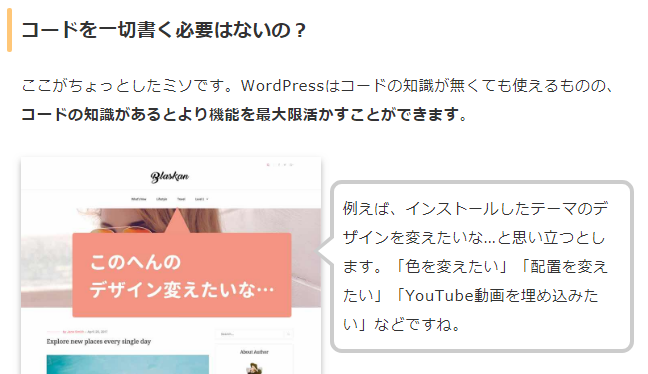 コードを一切書く必要はないの？
ここがちょっとしたミソです。WordPressはコードの知識が無くても使えるものの、
コードの知識があるとより機能を最大限活かすことができます。
Blaskan
Lifestyle
Travel
このへんの
デザイン変えたいな…
Explore new places every single day
About Author
例えば、インストールしたテーマのデ
ザインを変えたいな…と思い立つとし
ます。「色を変えたい」「配置を変え
たい」「YouTube動画を埋め込みた
い」などですね。